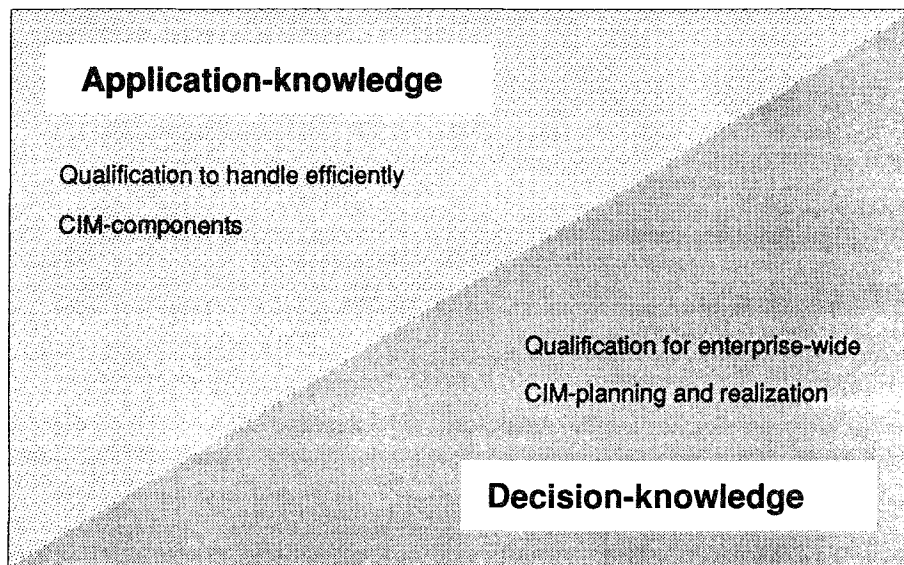 Application-knowledge
Qualification to handle efficiently
CIM-components
Qualification for enterprise-wide
CIM-planning and realization
Decision-knowledge